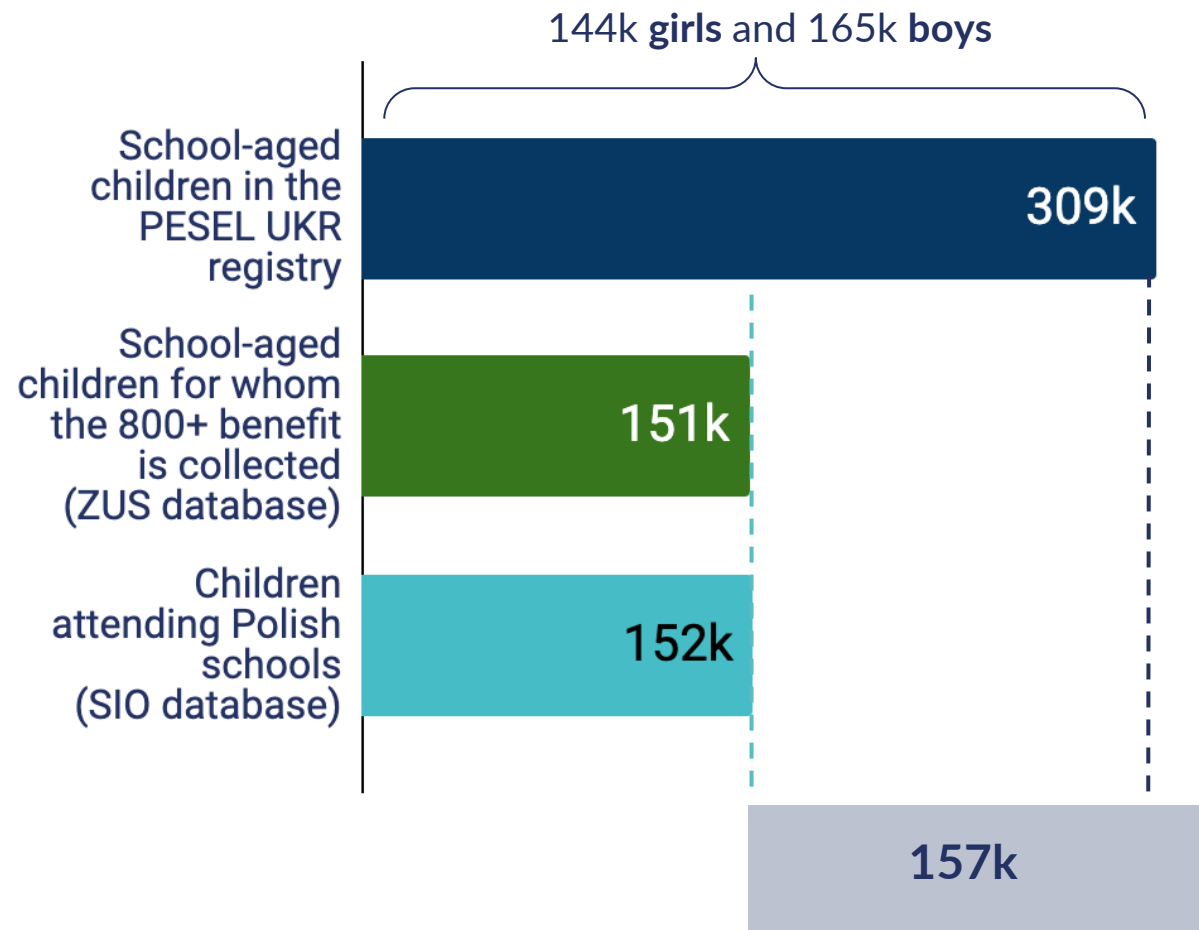 144k girls and 165k boys
School-aged
children in the
PESEL UKR
registry
309k
School-aged
children for whom
the 800+ benefit
is collected
(ZUS database)
151k
Children
attending Polish
schools
(SIO database)
152k
157k